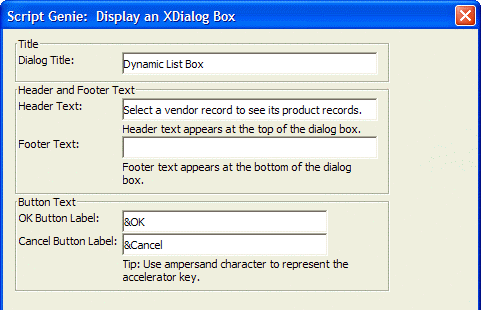 Script Genie:  Display an XDialog Box
Title
Dialog Title:
Dynamic List Box
Header and Footer Text
Header Text:
Select a vendor record to see its product records.
Header text appears at the top of the dialog box.
Footer Text:
Footer text appears at the bottom of the dialog
box.
Button Text
OK Button Label:
&OK
Cancel Button Label:
&Cancel
Tip: Use ampersand character to represent the
accelerator key.